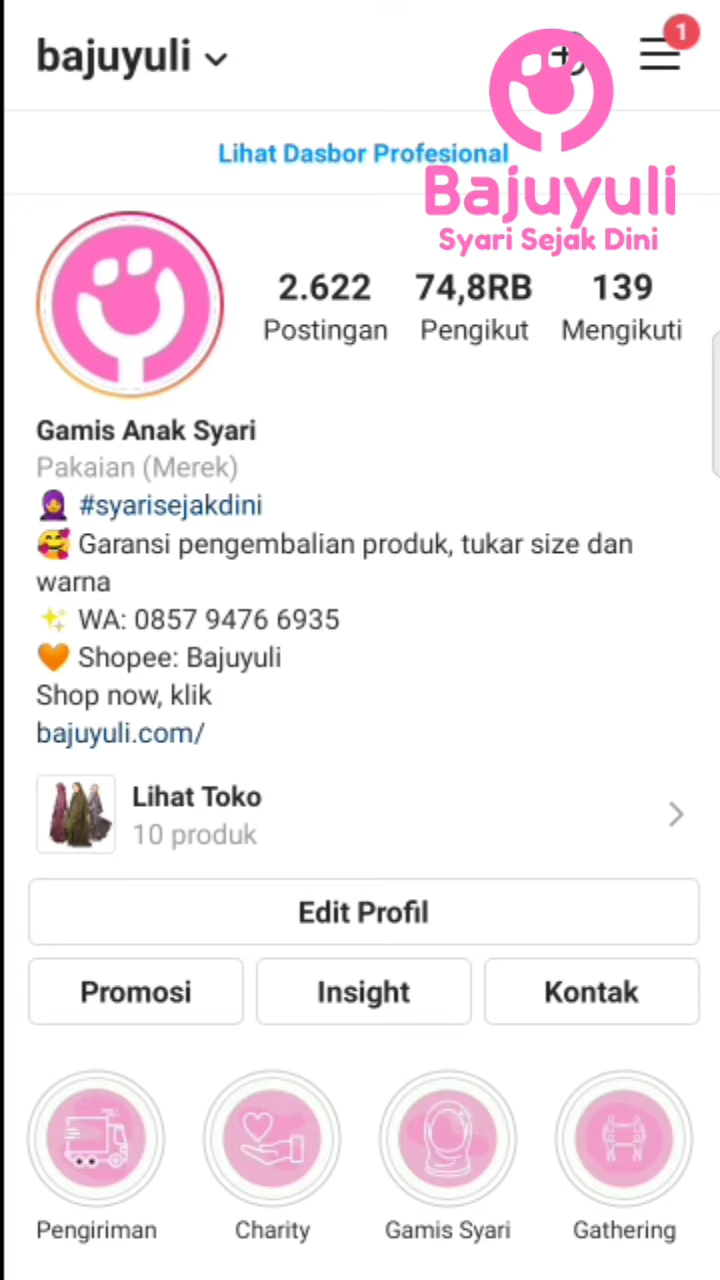 bajuyuli
1
Lihat Dasbor Profesional
Bajuyuli
Syari Sejak Dini
2.622 74,8RB 139
Postingan Pengikut Mengikuti
Gamis Anak Syari
Pakaian (Merek)
🧕 #syarisejakdini
🥰 Garansi pengembalian produk, tukar size dan
warna
✨ WA: 0857 9476 6935
🧡 Shopee: Bajuyuli
Shop now, klik
bajuyuli.com/
Lihat Toko
10 produk
Edit Profil
Promosi Insight Kontak
Pengiriman Charity Gamis Syari Gathering